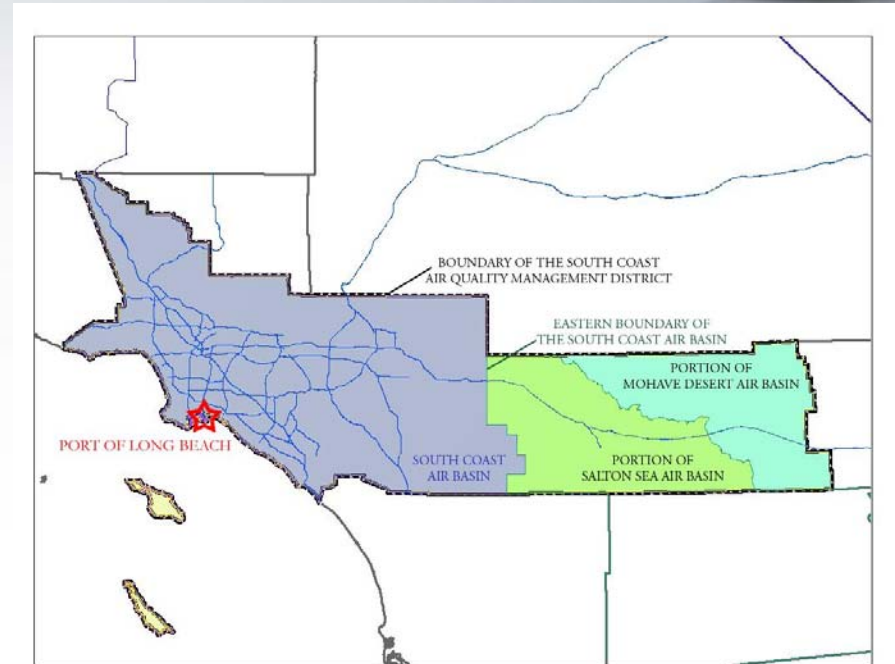 BOUNDARY OF THE SOUTH COAST
AIR QUALITY MANAGEMENT DISTRICT
EASTERN BOUNDARY OF
THE SOUTH COAST AIR BASIN
PORTION OF
MOHAVE DESERT AIR BASIN
PORT OF LONG BEACH
SOUTH COAST
AIR BASIN
PORTION OF
SALTON SEA AIR BASIN